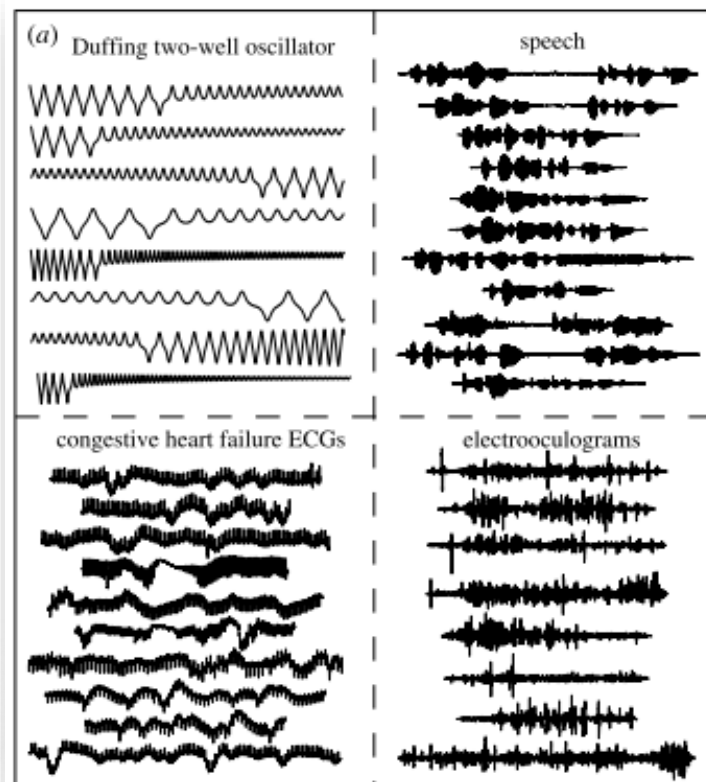 (a)
Duffing two-well oscillator
speech
congestive heart failure ECGs
electrooculograms